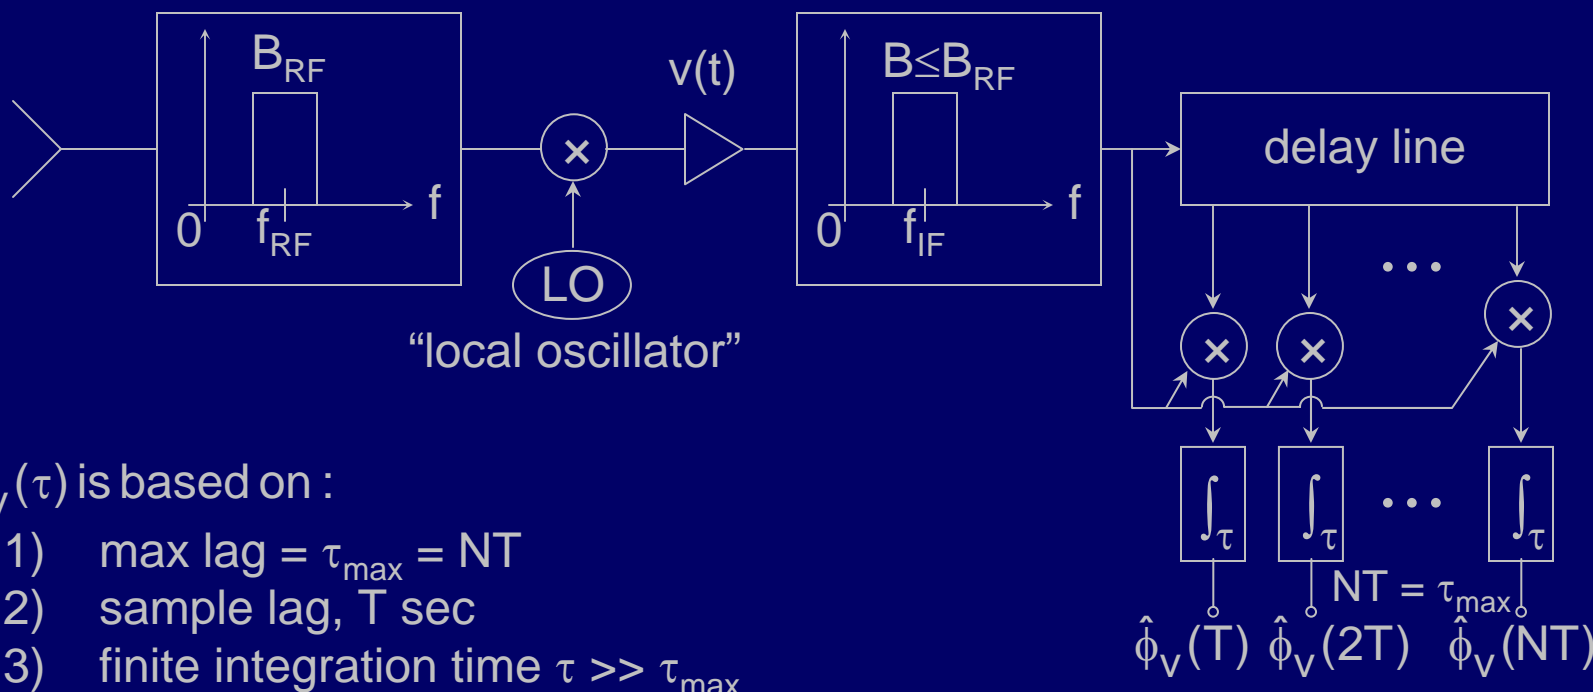 B_RF
0
f_RF
f
×
LO
“local oscillator”
v(t)
B≤B_RF
0
f_IF
f
delay line
• • •
× × ×
∫_τ ∫_τ • • • ∫_τ
NT = τ_max
φ̂_V(T) φ̂_V(2T) φ̂_V(NT)
_V(τ) is based on :
1) max lag = τ_max = NT
2) sample lag, T sec
3) finite integration time τ >> τ_max